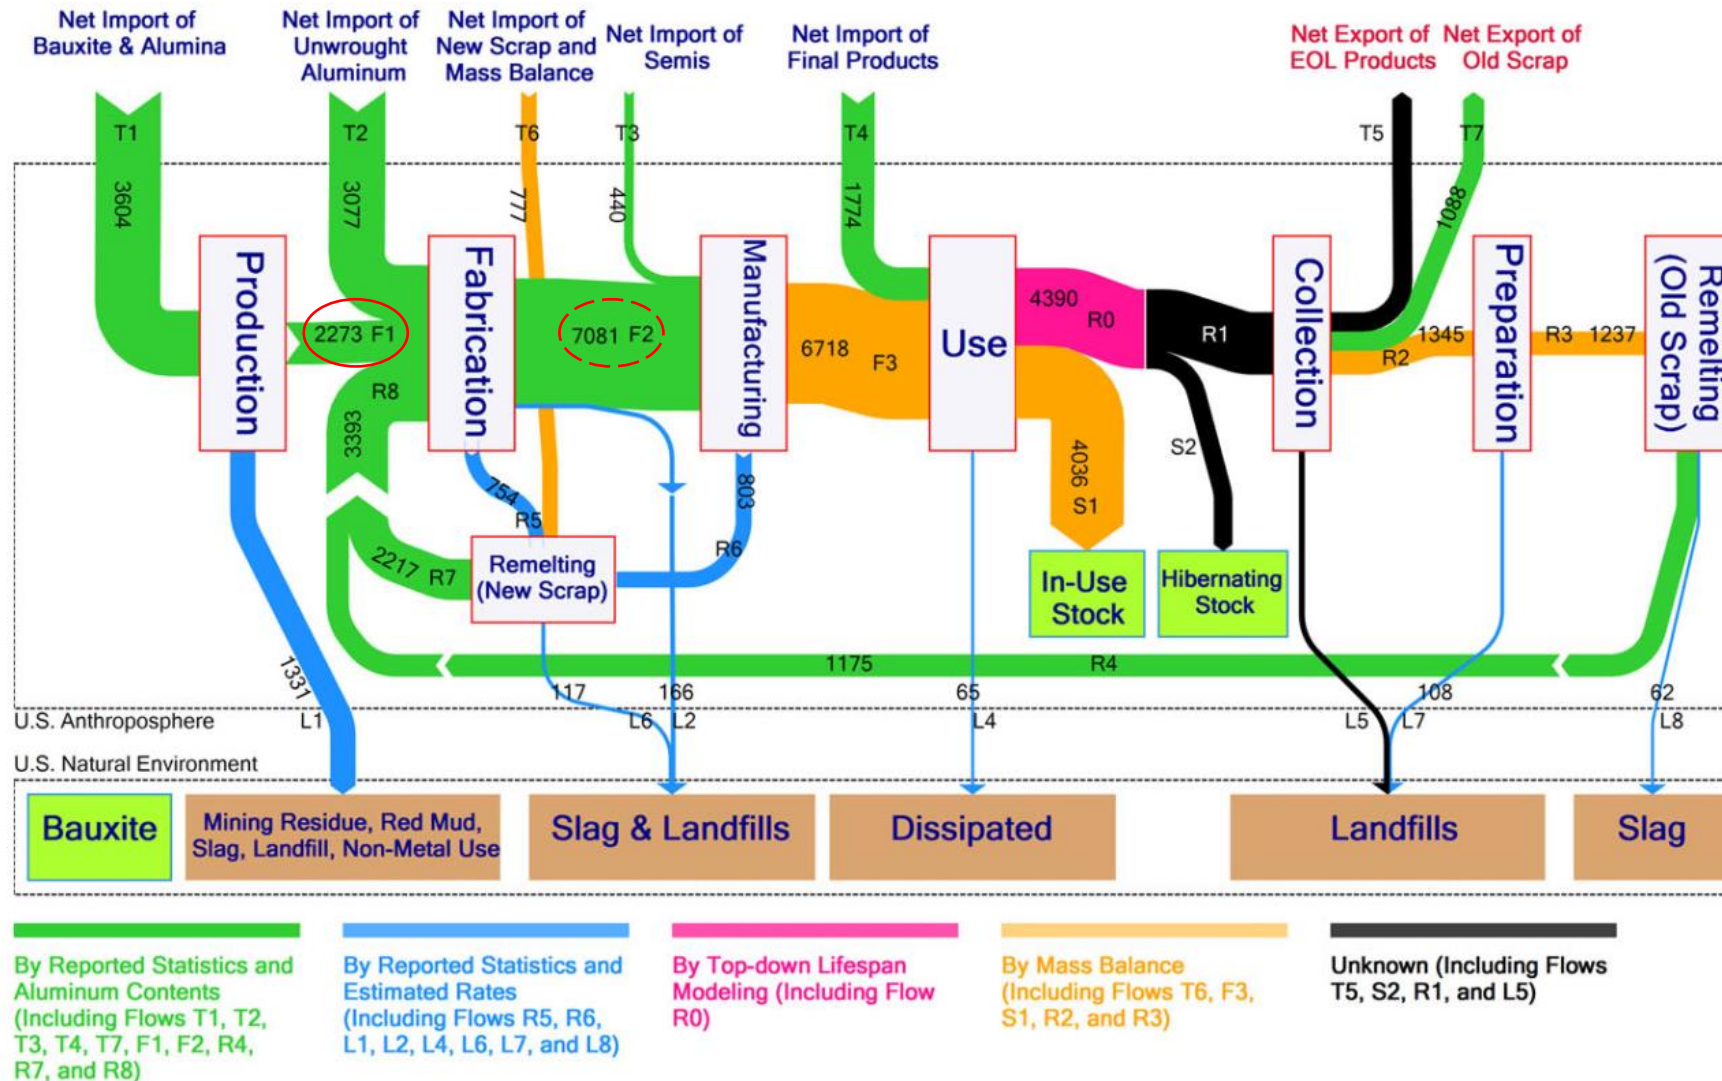 Net Import of
Bauxite & Alumina
Net Import of
Unwrought
Aluminum
Net Import of
New Scrap and
Mass Balance
Net Import of
Semis
Net Import of
Final Products
Net Export of
EOL Products
Net Export of
Old Scrap
T1
T2
T6
T3
T4
T5
T7
3604
3077
777
440
1774
1088
Production
Fabrication
Manufacturing
Use
Collection
Preparation
Remelting
(Old Scrap)
2273 F1
7081 F2
6718 F3
4390 R0
R1
1345
R2
R3 1237
R8
3393
754
R5
803
R6
2217 R7
Remelting
(New Scrap)
4036 S1
S2
In-Use
Stock
Hibernating
Stock
1175 R4
1331
117
166
65
108
62
U.S. Anthroposphere
L1
L6
L2
L4
L5
L7
L8
U.S. Natural Environment
Bauxite
Mining Residue, Red Mud,
Slag, Landfill, Non-Metal Use
Slag & Landfills
Dissipated
Landfills
Slag
By Reported Statistics and
Aluminum Contents
(Including Flows T1, T2,
T3, T4, T7, F1, F2, R4,
R7, and R8)
By Reported Statistics and
Estimated Rates
(Including Flows R5, R6,
L1, L2, L4, L6, L7, and L8)
By Top-down Lifespan
Modeling (Including Flow
R0)
By Mass Balance
(Including Flows T6, F3,
S1, R2, and R3)
Unknown (Including Flows
T5, S2, R1, and L5)